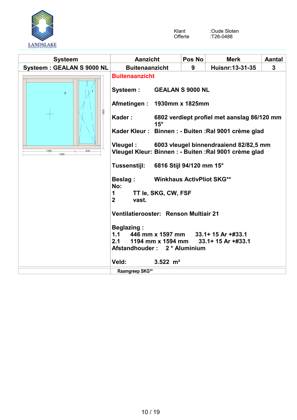 LANDSLAKE
Klant :Oude Sloten
Offerte :T26-0488
Systeem Aanzicht Pos No Merk Aantal
Systeem : GEALAN S 9000 NL Buitenaanzicht 9 Huisnr:13-31-35 3
Buitenaanzicht
Systeem : GEALAN S 9000 NL
Afmetingen : 1930mm x 1825mm
Kader : 6802 verdiept profiel met aanslag 86/120 mm
15°
Kader Kleur : Binnen : - Buiten :Ral 9001 crème glad
Vleugel : 6003 vleugel binnendraaiend 82/82,5 mm
Vleugel Kleur: Binnen : - Buiten :Ral 9001 crème glad
Tussenstijl: 6816 Stijl 94/120 mm 15°
Beslag : Winkhaus ActivPilot SKG**
No:
1 TT le, SKG, CW, FSF
2 vast.
Ventilatierooster: Renson Multiair 21
Beglazing :
1.1 446 mm x 1597 mm 33.1+ 15 Ar +#33.1
2.1 1194 mm x 1594 mm 33.1+ 15 Ar +#33.1
Afstandhouder : 2 * Aluminium
Veld: 3.522 m²
Raamgreep SKG**
10 / 19